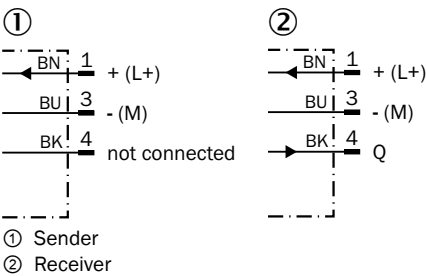 ① ②
BN 1 + (L+) BN 1 + (L+)
BU 3 - (M) BU 3 - (M)
BK 4 not connected BK 4 Q
① Sender
② Receiver